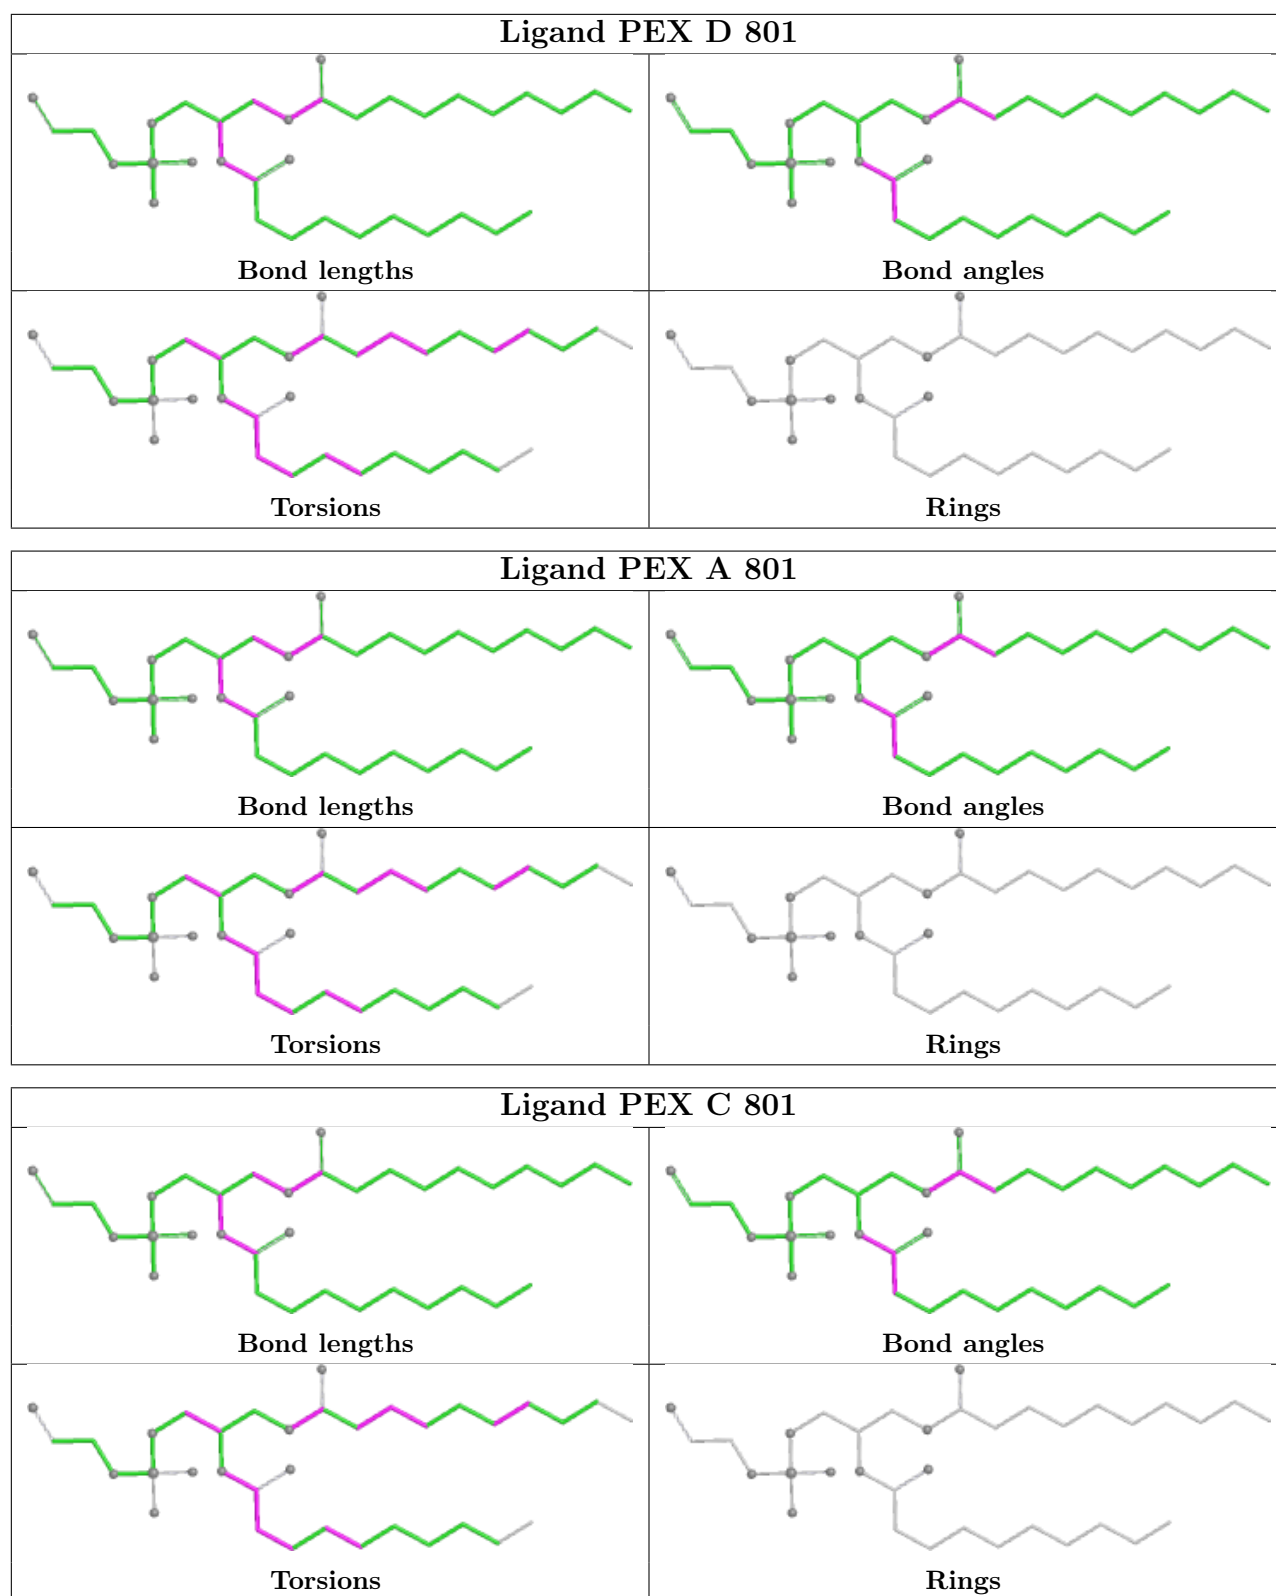 Ligand PEX D 801
Bond lengths
Bond angles
Torsions
Rings
Ligand PEX A 801
Bond lengths
Bond angles
Torsions
Rings
Ligand PEX C 801
Bond lengths
Bond angles
Torsions
Rings